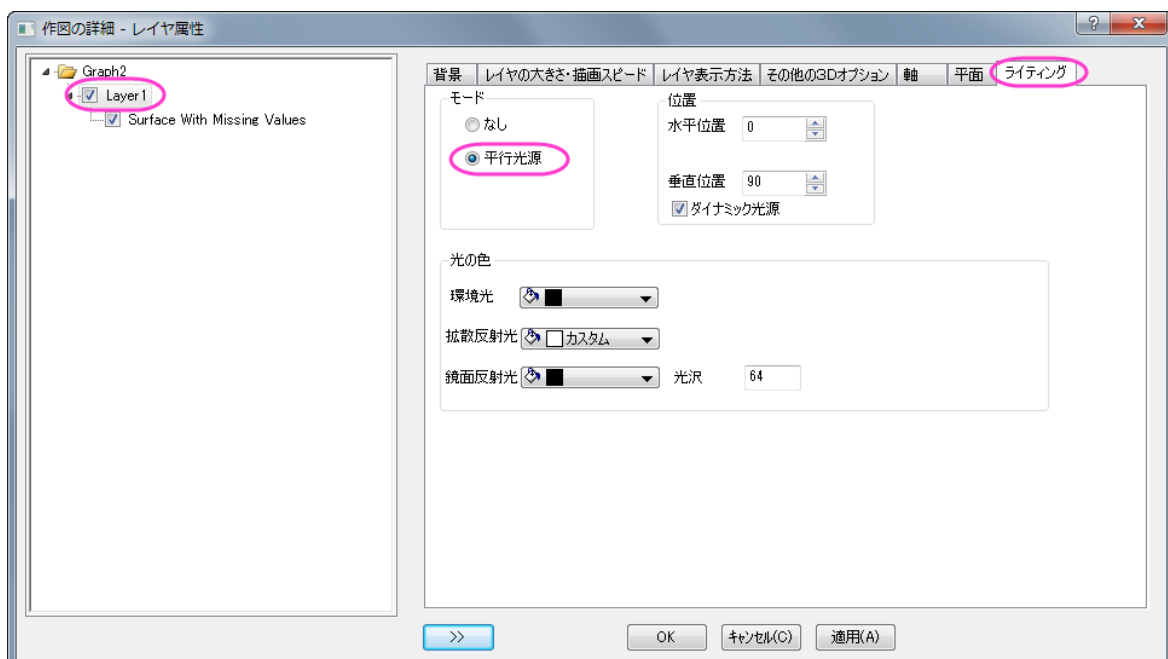 作図の詳細 - レイヤ属性
Graph2
Layer1
Surface With Missing Values
背景 レイヤの大きさ・描画スピード レイヤ表示方法 その他の3Dオプション 軸 平面 ライティング
モード
なし
平行光源
位置
水平位置 0
垂直位置 90
ダイナミック光源
光の色
環境光
拡散反射光 カスタム
鏡面反射光 光沢 64
>> OK キャンセル(C) 適用(A)